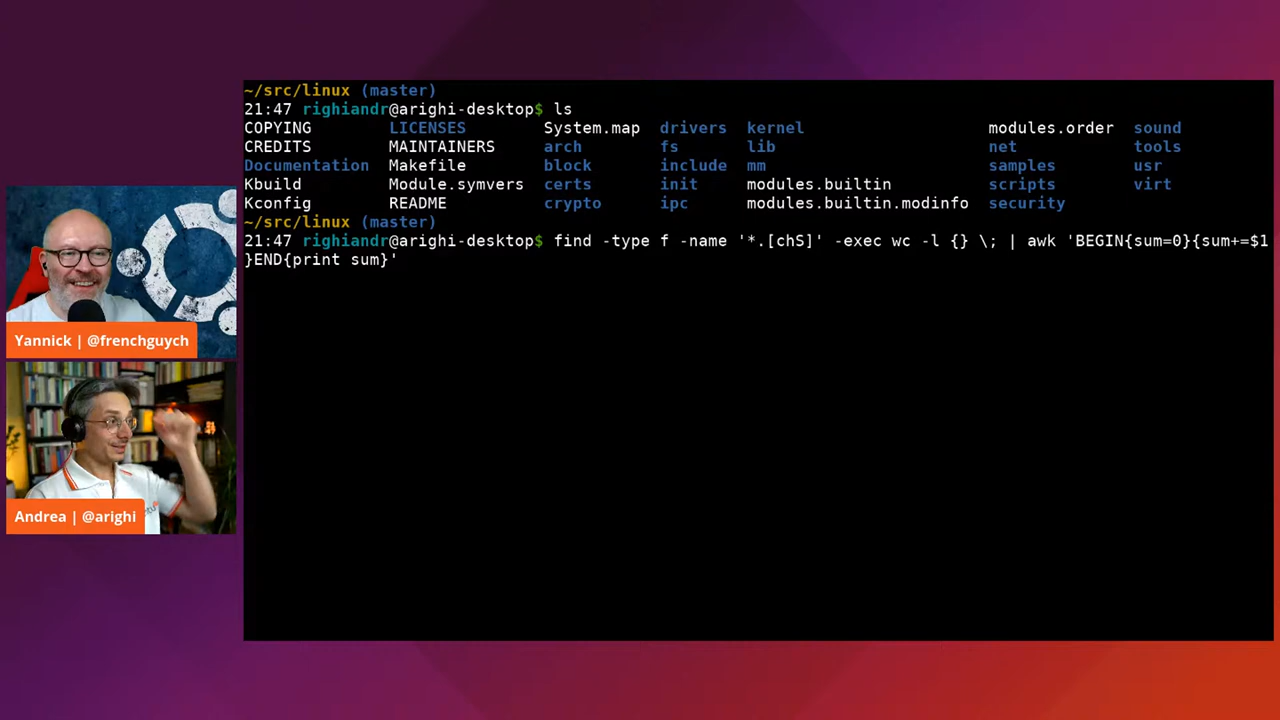 ~/src/linux (master)
21:47 righiandr@arighi-desktop$ ls
COPYING LICENSES System.map drivers kernel modules.order sound
CREDITS MAINTAINERS arch fs lib net tools
Documentation Makefile block include mm samples usr
Kbuild Module.symvers certs init modules.builtin scripts virt
Kconfig README crypto ipc modules.builtin.modinfo security
~/src/linux (master)
21:47 righiandr@arighi-desktop$ find -type f -name '*.[chS]' -exec wc -l {} \; | awk 'BEGIN{sum=0}{sum+=$1
}END{print sum}'
Yannick | @frenchguych
Andrea | @arighi